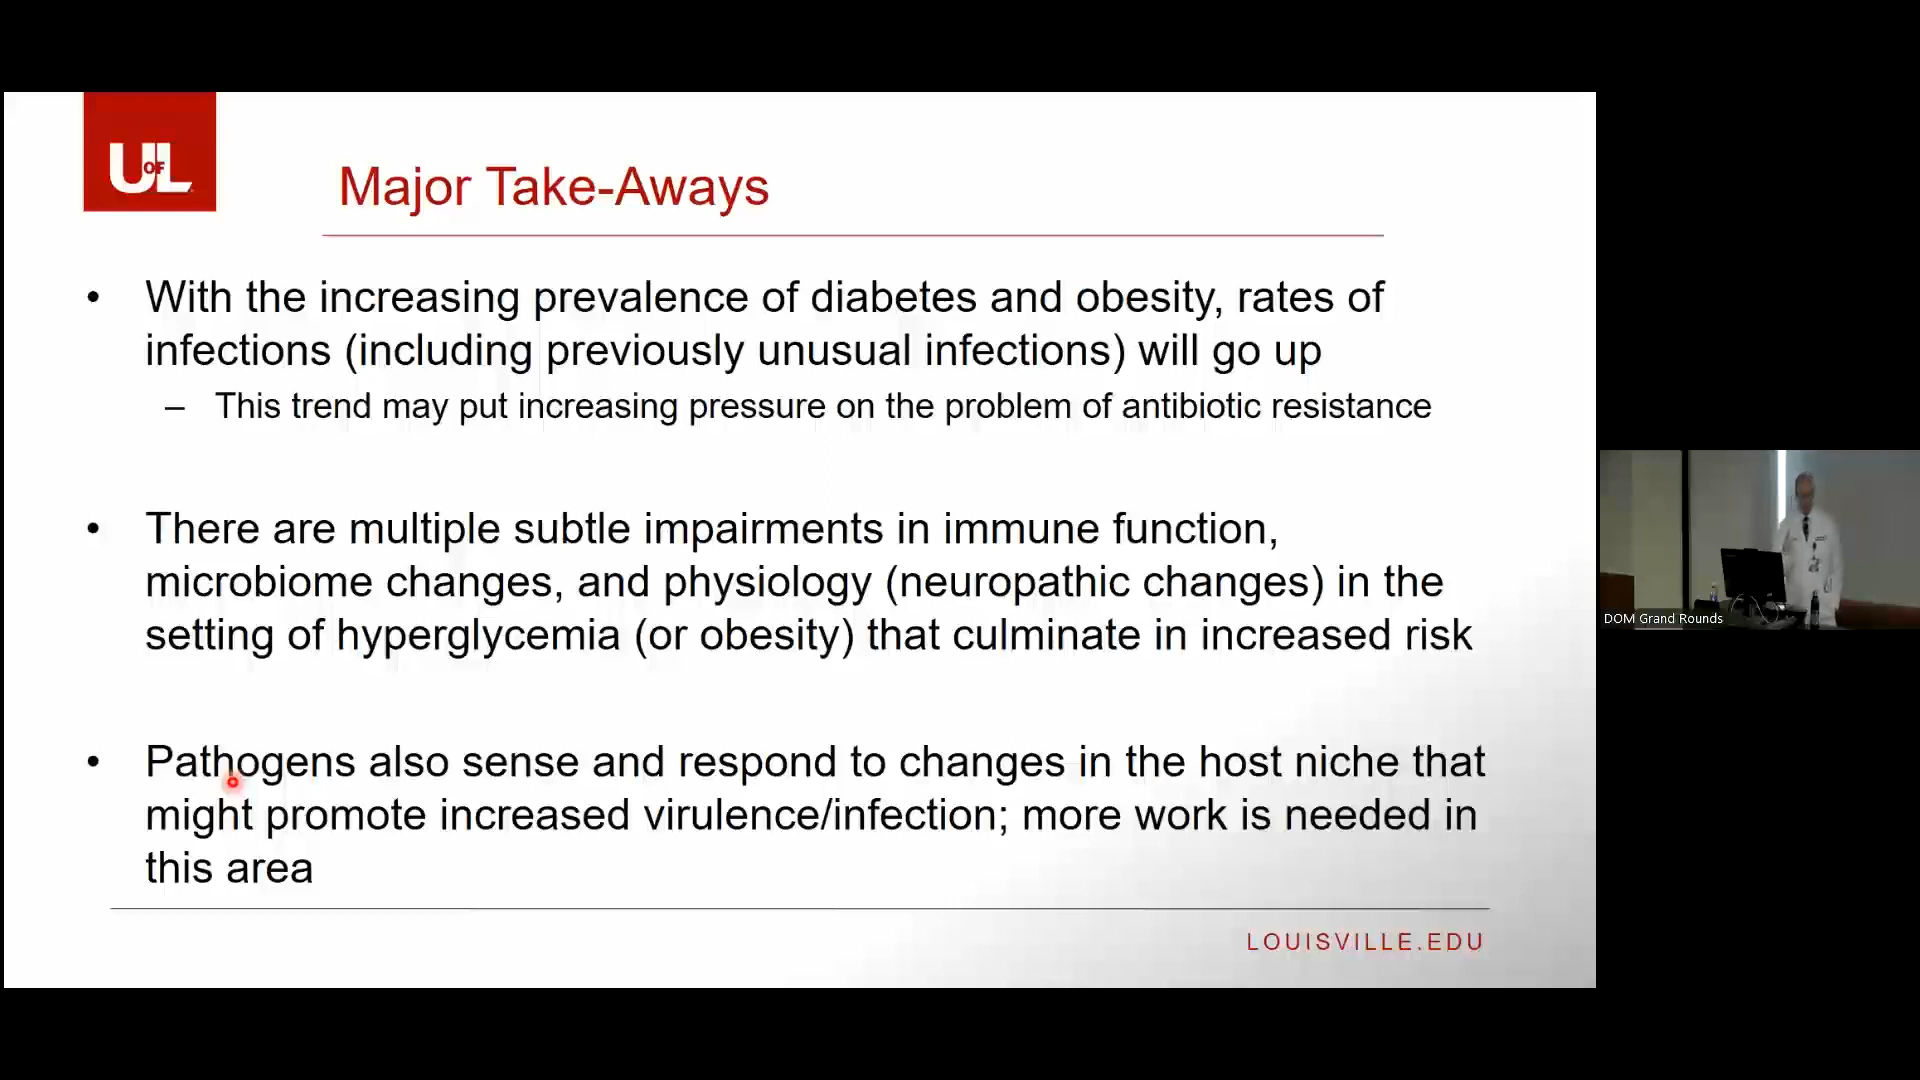 UofL
Major Take-Aways
• With the increasing prevalence of diabetes and obesity, rates of
infections (including previously unusual infections) will go up
– This trend may put increasing pressure on the problem of antibiotic resistance
• There are multiple subtle impairments in immune function,
microbiome changes, and physiology (neuropathic changes) in the
setting of hyperglycemia (or obesity) that culminate in increased risk
• Pathogens also sense and respond to changes in the host niche that
might promote increased virulence/infection; more work is needed in
this area
LOUISVILLE.EDU
DOM Grand Rounds